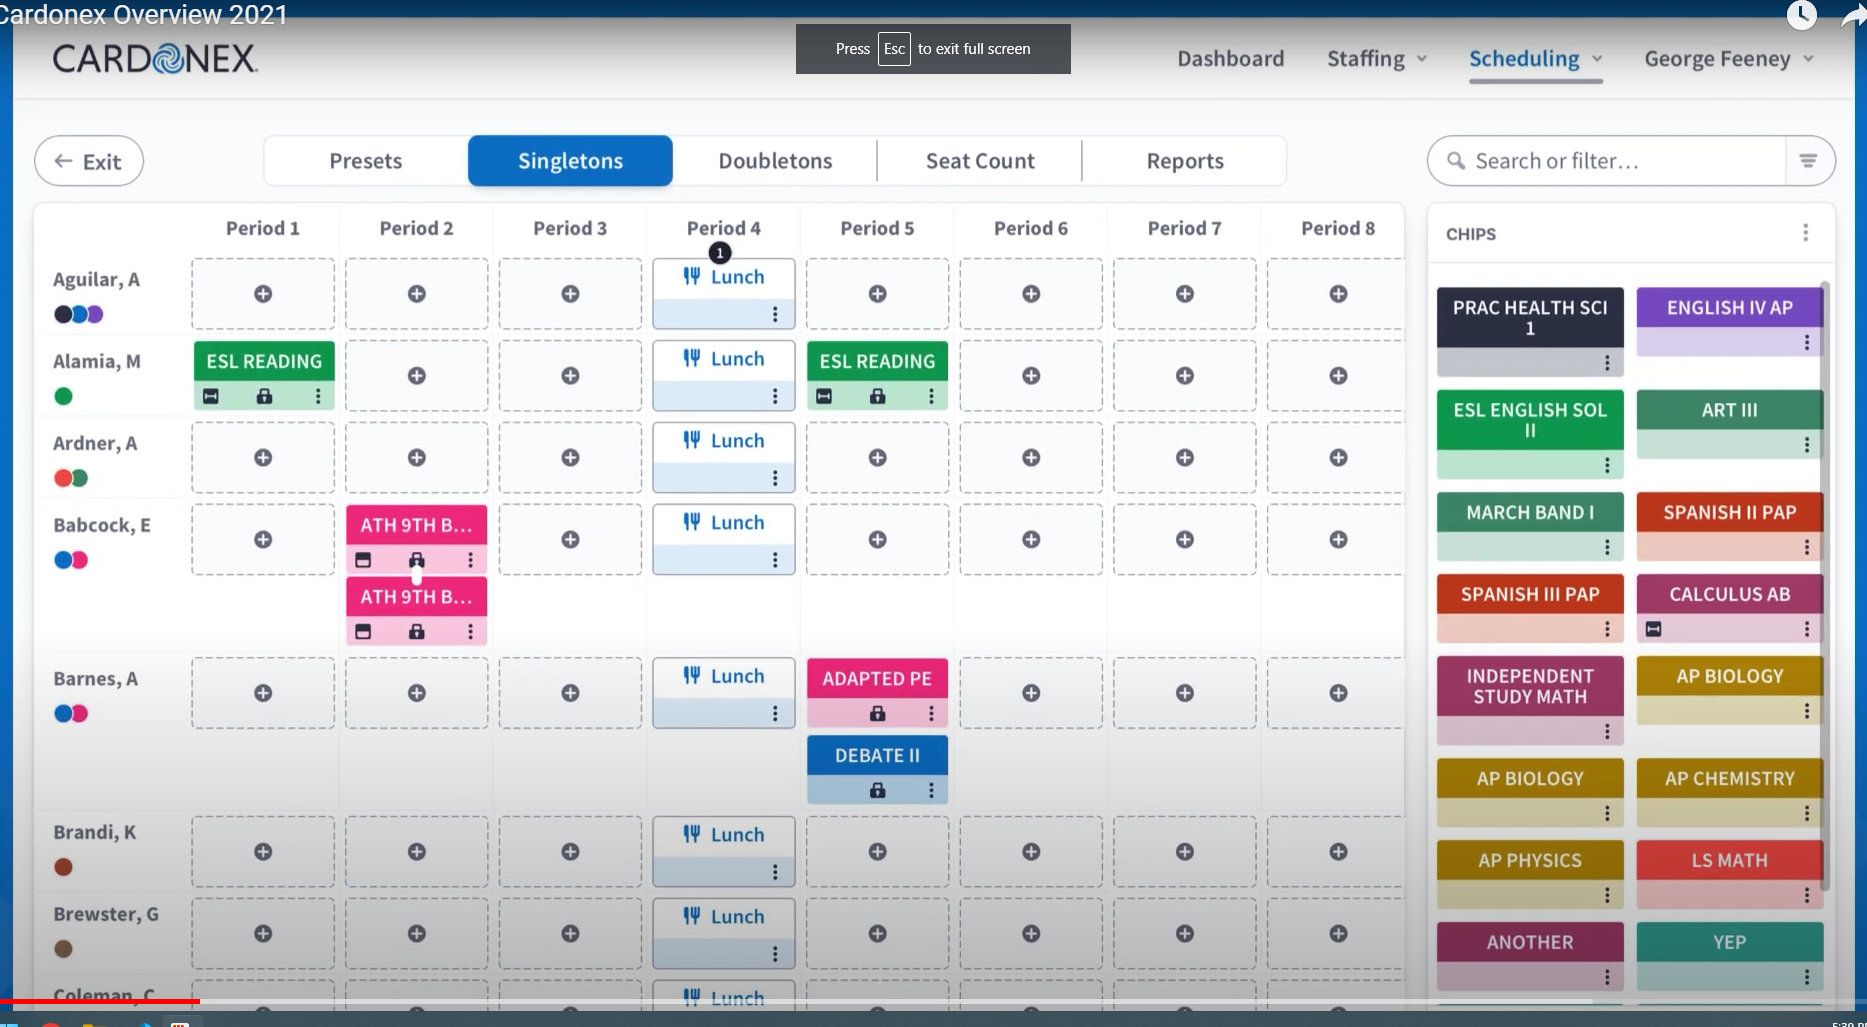 Cardonex Overview 2021
Press Esc to exit full screen
CARDONEX.
Dashboard
Staffing
Scheduling
George Feeney
Exit
Presets
Singletons
Doubletons
Seat Count
Reports
Search or filter...
Period 1
Period 2
Period 3
Period 4
Period 5
Period 6
Period 7
Period 8
1
Aguilar, A
Lunch
Alamia, M
ESL READING
Lunch
ESL READING
Ardner, A
Lunch
Babcock, E
ATH 9TH B...
Lunch
ATH 9TH B...
Barnes, A
Lunch
ADAPTED PE
DEBATE II
Brandi, K
Lunch
Brewster, G
Lunch
Coleman, C
Lunch
CHIPS
PRAC HEALTH SCI
1
ENGLISH IV AP
ESL ENGLISH SOL
II
ART III
MARCH BAND I
SPANISH II PAP
SPANISH III PAP
CALCULUS AB
INDEPENDENT
STUDY MATH
AP BIOLOGY
AP BIOLOGY
AP CHEMISTRY
AP PHYSICS
LS MATH
ANOTHER
YEP